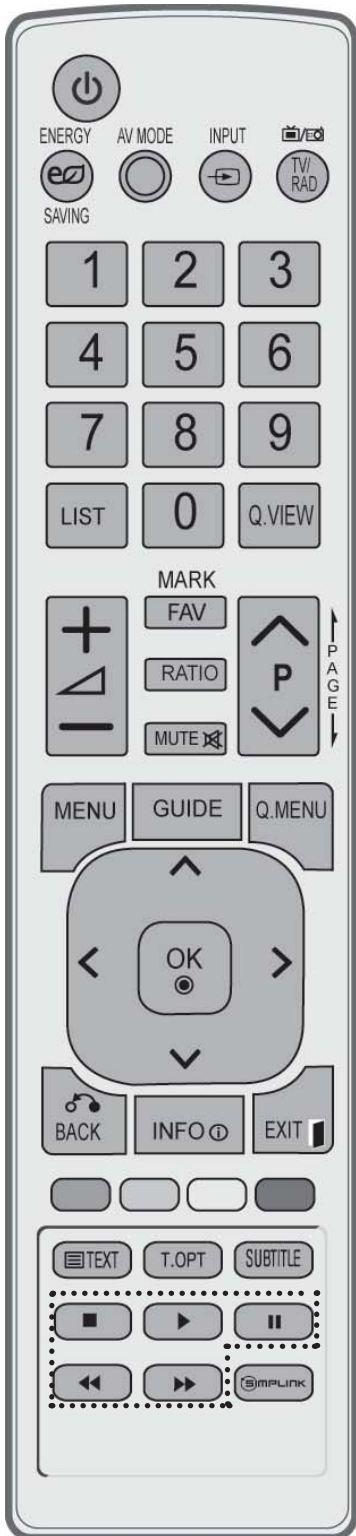 ENERGY AV MODE INPUT
eco TV/
RAD
SAVING
1 2 3
4 5 6
7 8 9
LIST 0 Q.VIEW
MARK
FAV
RATIO
P
PAGE
MUTE
MENU GUIDE Q.MENU
OK
BACK INFO EXIT
TEXT T.OPT SUBTITLE
SIMPLINK